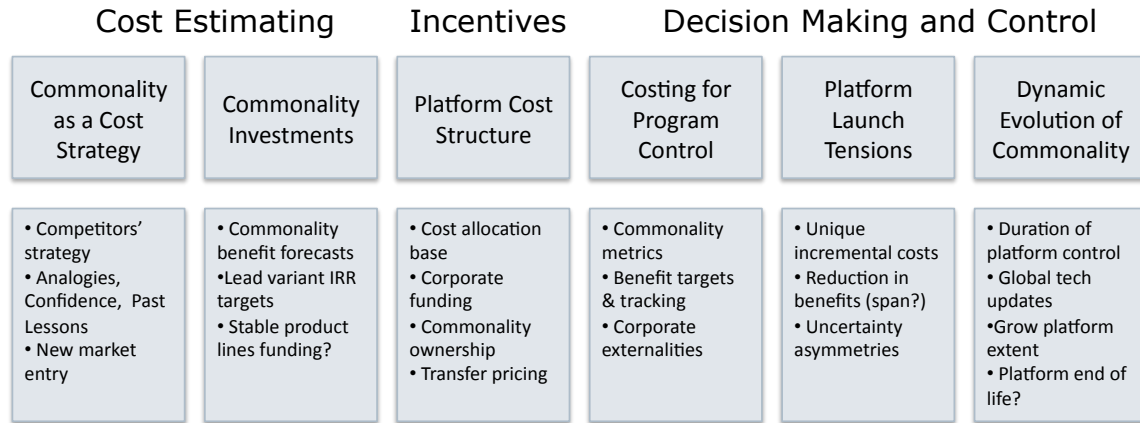 Cost Estimating
Incentives
Decision Making and Control
Commonality
as a Cost
Strategy
Commonality
Investments
Platform Cost
Structure
Costing for
Program
Control
Platform
Launch
Tensions
Dynamic
Evolution of
Commonality
• Competitors’
strategy
• Analogies,
Confidence, Past
Lessons
• New market
entry
• Commonality
benefit forecasts
•Lead variant IRR
targets
• Stable product
lines funding?
• Cost allocation
base
• Corporate
funding
• Commonality
ownership
• Transfer pricing
• Commonality
metrics
• Benefit targets
& tracking
• Corporate
externalities
• Unique
incremental costs
• Reduction in
benefits (span?)
• Uncertainty
asymmetries
• Duration of
platform control
• Global tech
updates
•Grow platform
extent
• Platform end of
life?